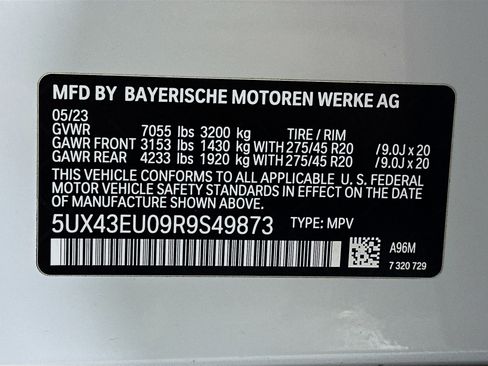 MFD BY BAYERISCHE MOTOREN WERKE AG
05/23
GVWR 7055 lbs 3200 kg TIRE / RIM
GAWR FRONT 3153 lbs 1430 kg WITH 275/45 R20 /9.0J x 20
GAWR REAR 4233 lbs 1920 kg WITH 275/45 R20 /9.0J x 20
THIS VEHICLE CONFORMS TO ALL APPLICABLE U. S. FEDERAL
MOTOR VEHICLE SAFETY STANDARDS IN EFFECT ON THE DATE
OF MANUFACTURE SHOWN ABOVE.
5UX43EU09R9S49873 TYPE: MPV
A96M
7 320 729